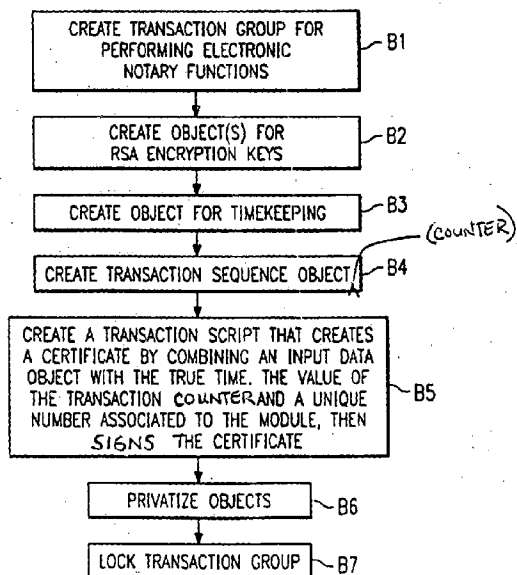 CREATE TRANSACTION GROUP FOR
PERFORMING ELECTRONIC
NOTARY FUNCTIONS
B1
CREATE OBJECT(S) FOR
RSA ENCRYPTION KEYS
B2
CREATE OBJECT FOR TIMEKEEPING
B3
(COUNTER)
CREATE TRANSACTION SEQUENCE OBJECT
B4
CREATE A TRANSACTION SCRIPT THAT CREATES
A CERTIFICATE BY COMBINING AN INPUT DATA
OBJECT WITH THE TRUE TIME. THE VALUE OF
THE TRANSACTION COUNTER AND A UNIQUE
NUMBER ASSOCIATED TO THE MODULE, THEN
SIGNS THE CERTIFICATE
B5
PRIVATIZE OBJECTS
B6
LOCK TRANSACTION GROUP
B7